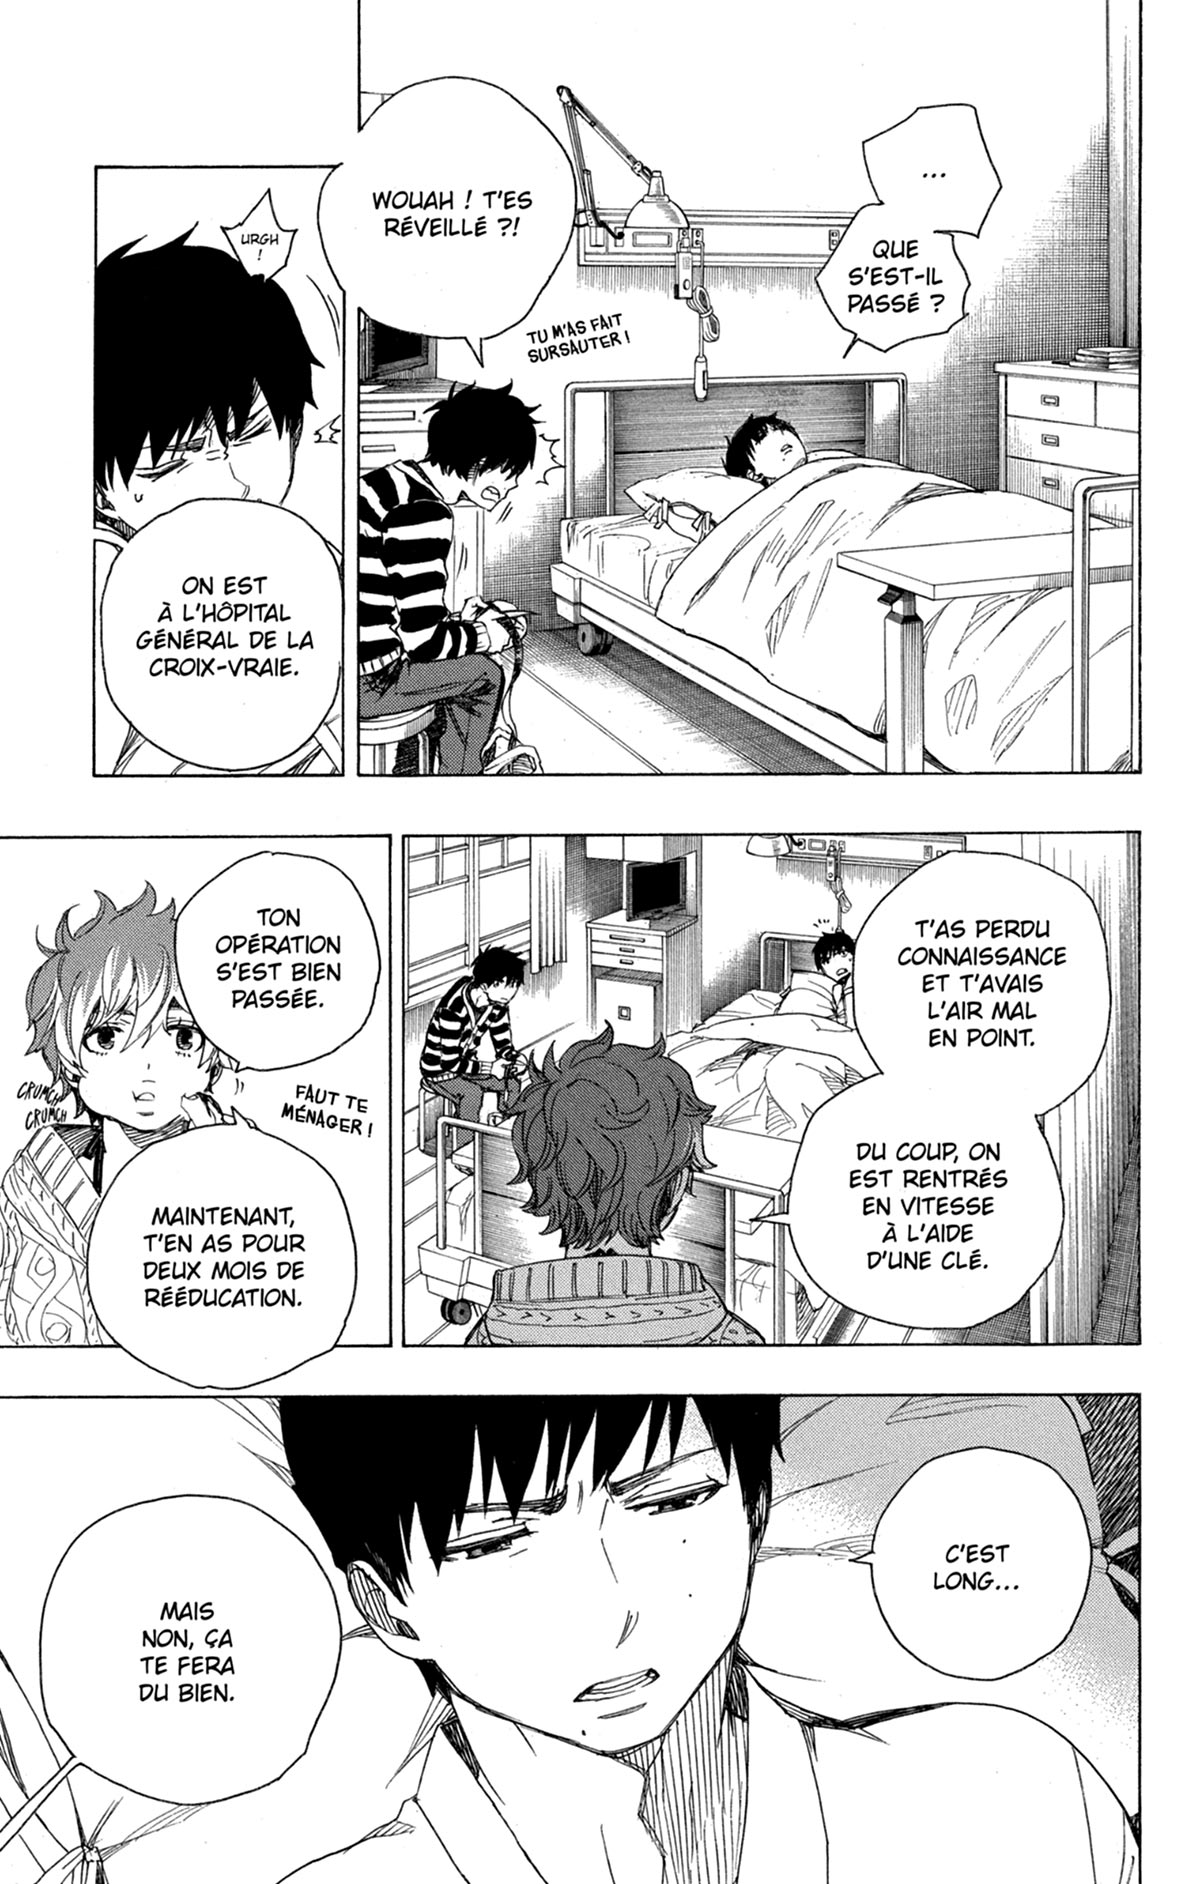 ...
QUE
S'EST-IL
PASSÉ ?
WOUAH ! T'ES
RÉVEILLÉ ?!
TU M'AS FAIT
SURSAUTER !
URGH
!
ON EST
À L'HÔPITAL
GÉNÉRAL DE LA
CROIX-VRAIE.
T'AS PERDU
CONNAISSANCE
ET T'AVAIS
L'AIR MAL
EN POINT.
DU COUP, ON
EST RENTRÉS
EN VITESSE
À L'AIDE
D'UNE CLÉ.
TON
OPÉRATION
S'EST BIEN
PASSÉE.
FAUT TE
MÉNAGER !
CRUMCH
CRUMCH
MAINTENANT,
T'EN AS POUR
DEUX MOIS DE
RÉÉDUCATION.
C'EST
LONG...
MAIS
NON, ÇA
TE FERA
DU BIEN.